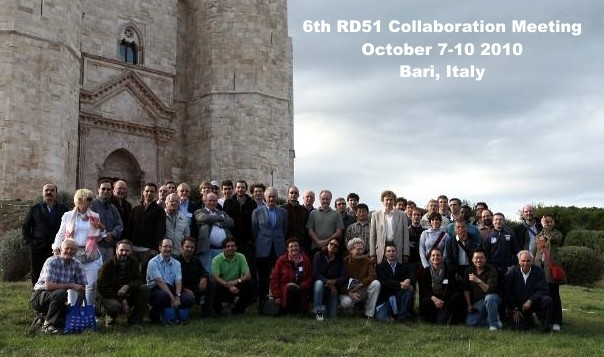 6th RD51 Collaboration Meeting
October 7-10 2010
Bari, Italy